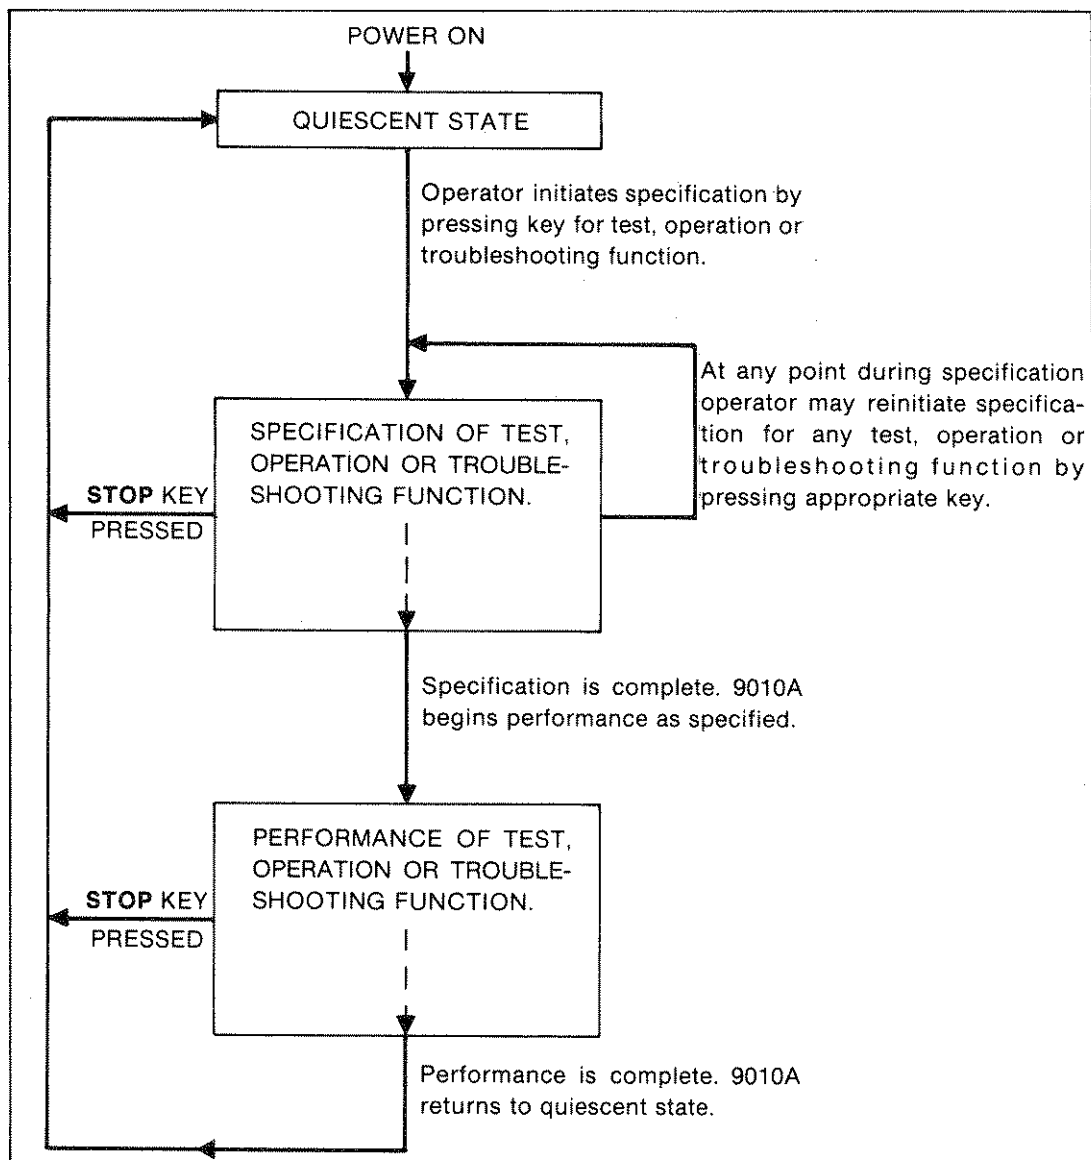 POWER ON
QUIESCENT STATE
Operator initiates specification by
pressing key for test, operation or
troubleshooting function.
At any point during specification
operator may reinitiate specifica-
tion for any test, operation or
troubleshooting function by
pressing appropriate key.
SPECIFICATION OF TEST,
OPERATION OR TROUBLE-
SHOOTING FUNCTION.
STOP KEY
PRESSED
Specification is complete. 9010A
begins performance as specified.
PERFORMANCE OF TEST,
OPERATION OR TROUBLE-
SHOOTING FUNCTION.
STOP KEY
PRESSED
Performance is complete. 9010A
returns to quiescent state.